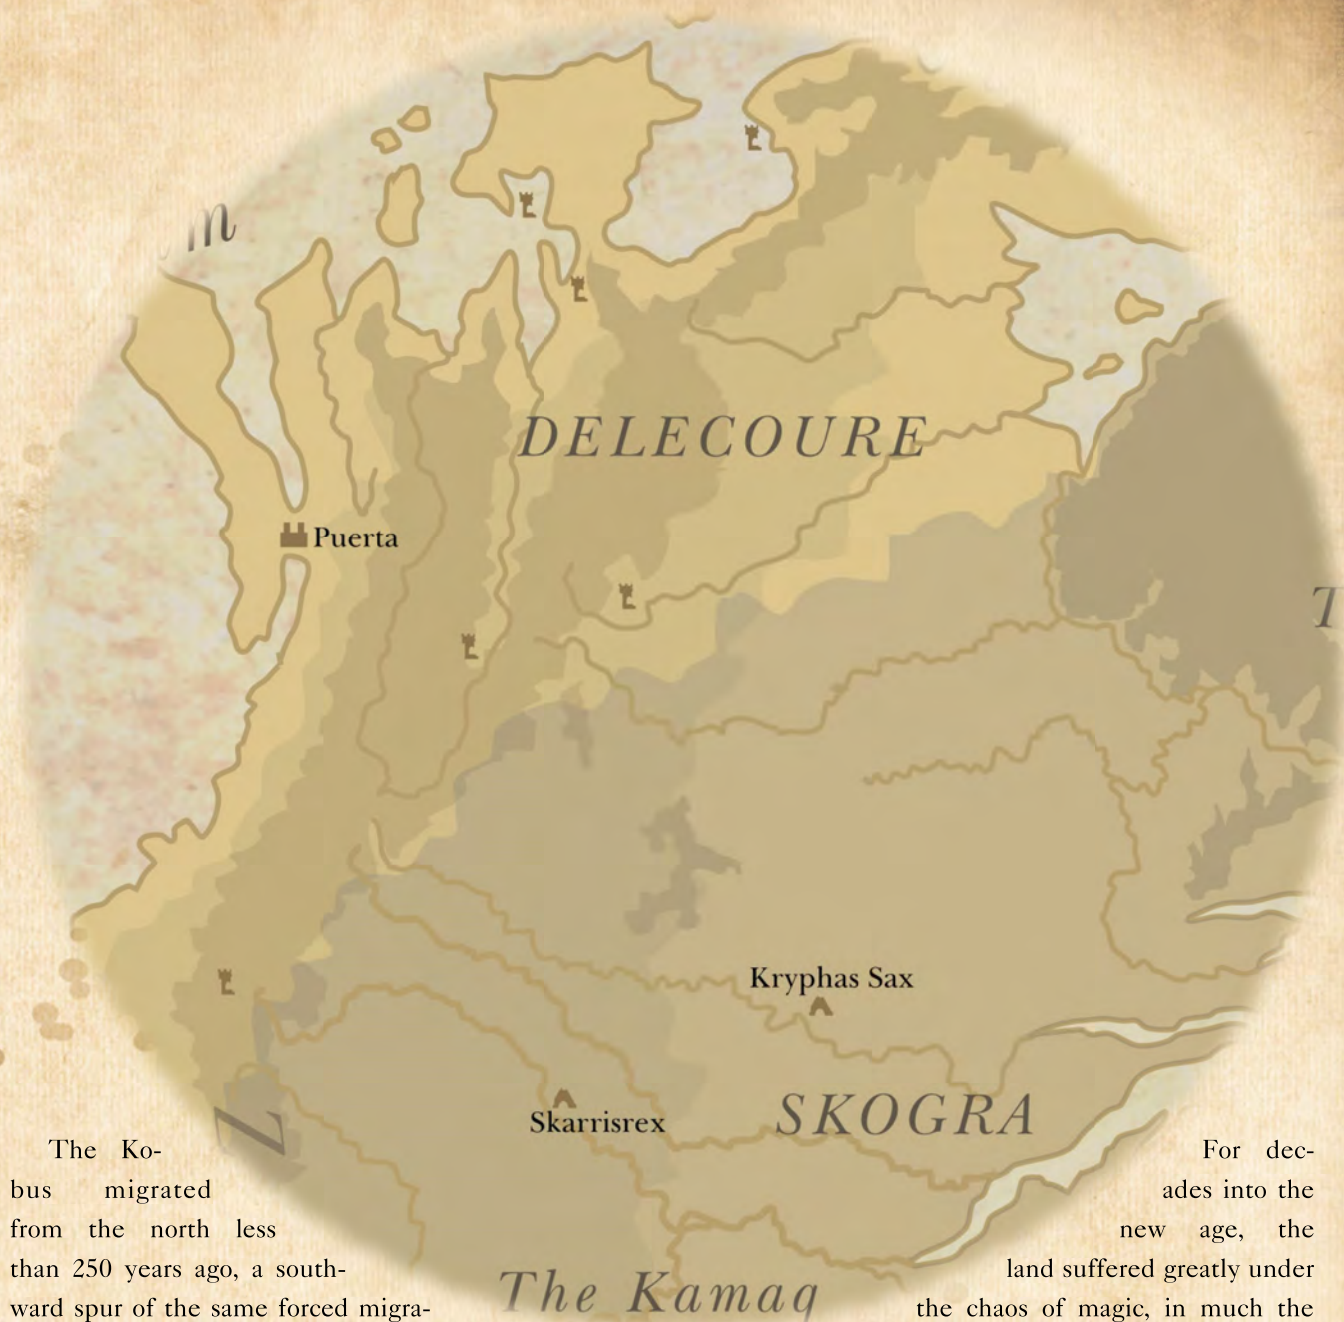 m
DELECOURE
Puerta
T
Kryphas Sax
SKOGRA
Skarrisrex
Z
The Kamaq
The Ko-
bus migrated
from the north less
than 250 years ago, a south-
ward spur of the same forced migra-
For dec-
ades into the
new age, the
land suffered greatly under
the chaos of magic, in much the